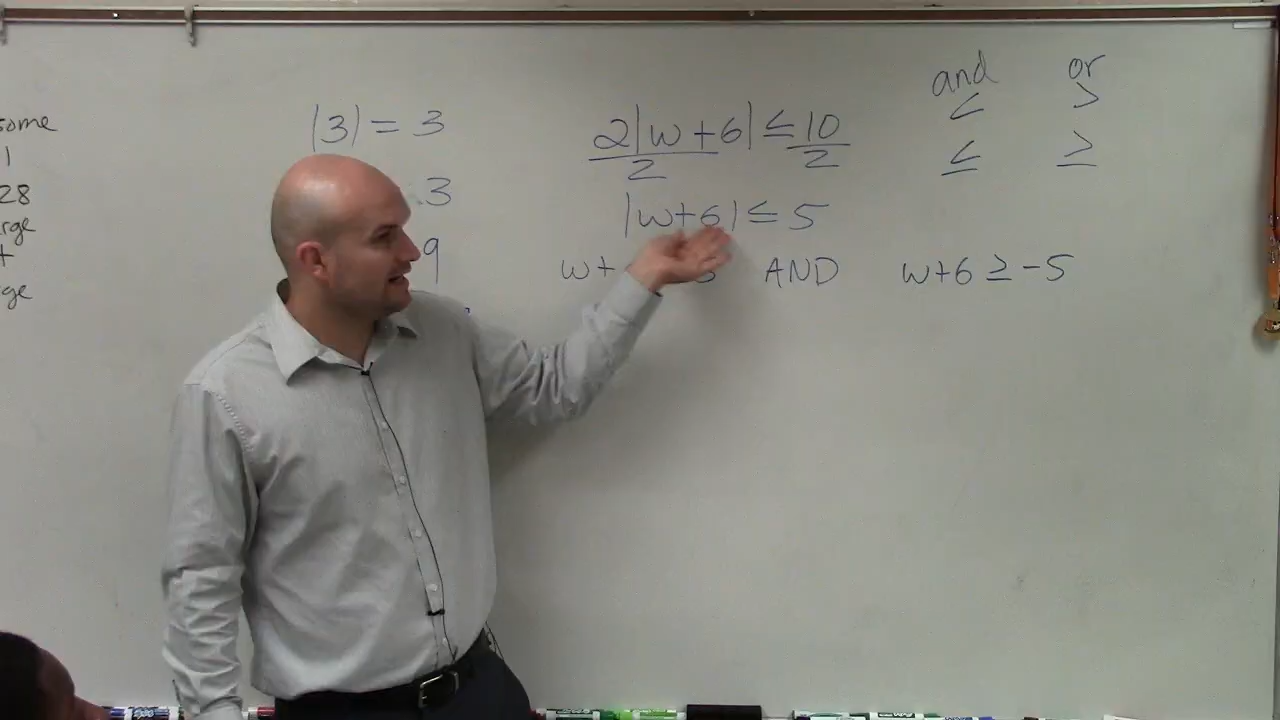 some
1
28
rge
+
ge
|3| = 3
.3
9
2|w+6| ≤ 10
2 2
|w+6| ≤ 5
w+ 5 AND w+6 ≥ -5
and or
< >
≤ ≥